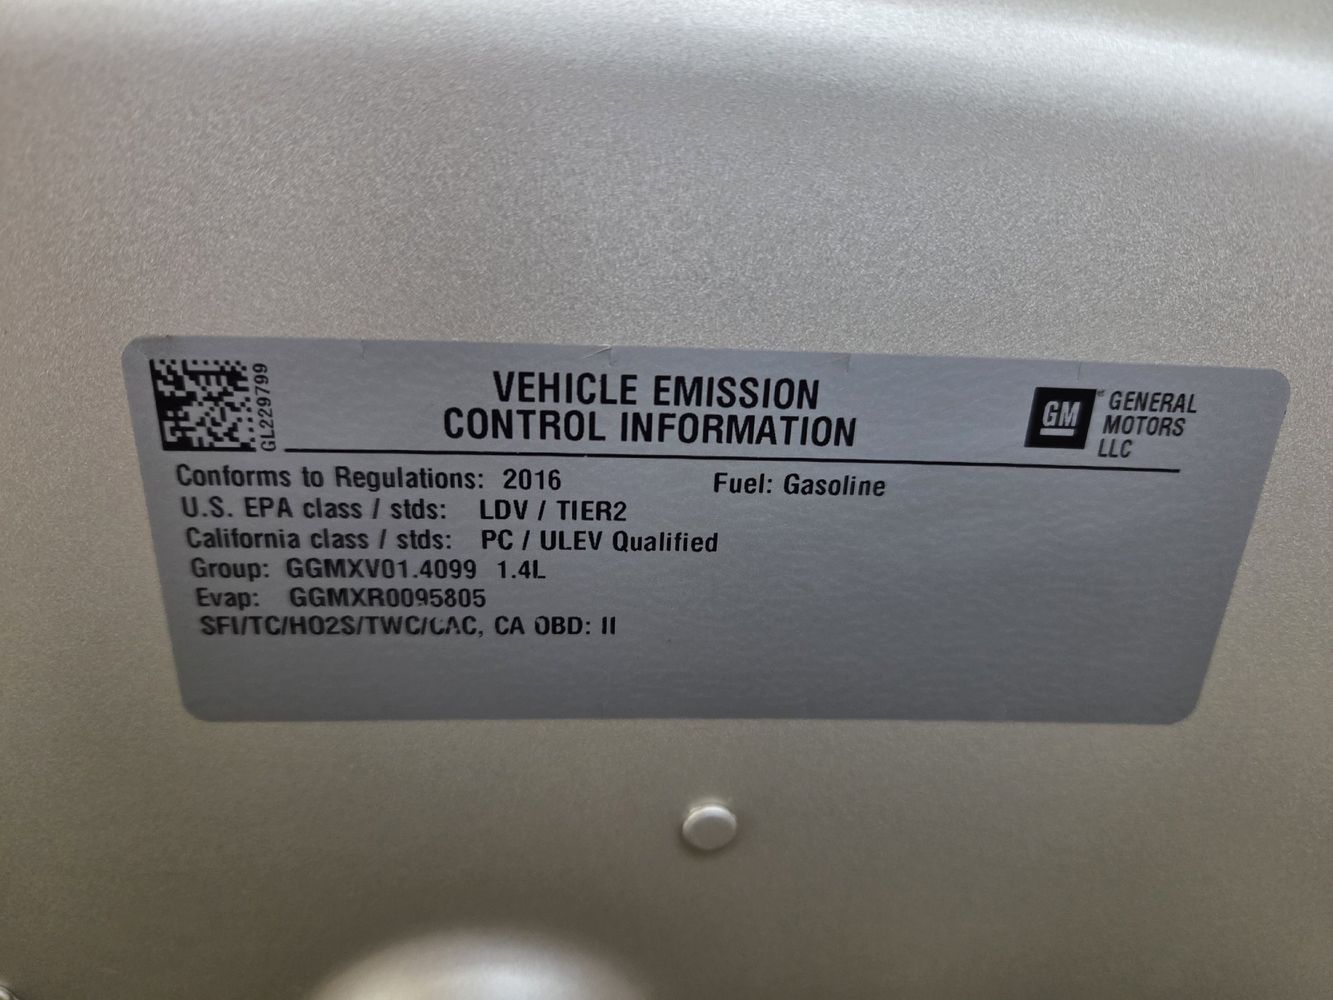 GL229799
VEHICLE EMISSION
CONTROL INFORMATION
GM
GENERAL
MOTORS
LLC
Conforms to Regulations: 2016 Fuel: Gasoline
U.S. EPA class / stds: LDV / TIER2
California class / stds: PC / ULEV Qualified
Group: GGMXV01.4099 1.4L
Evap: GGMXR0095805
SFI/TC/HO2S/TWC/CAC, CA OBD: II